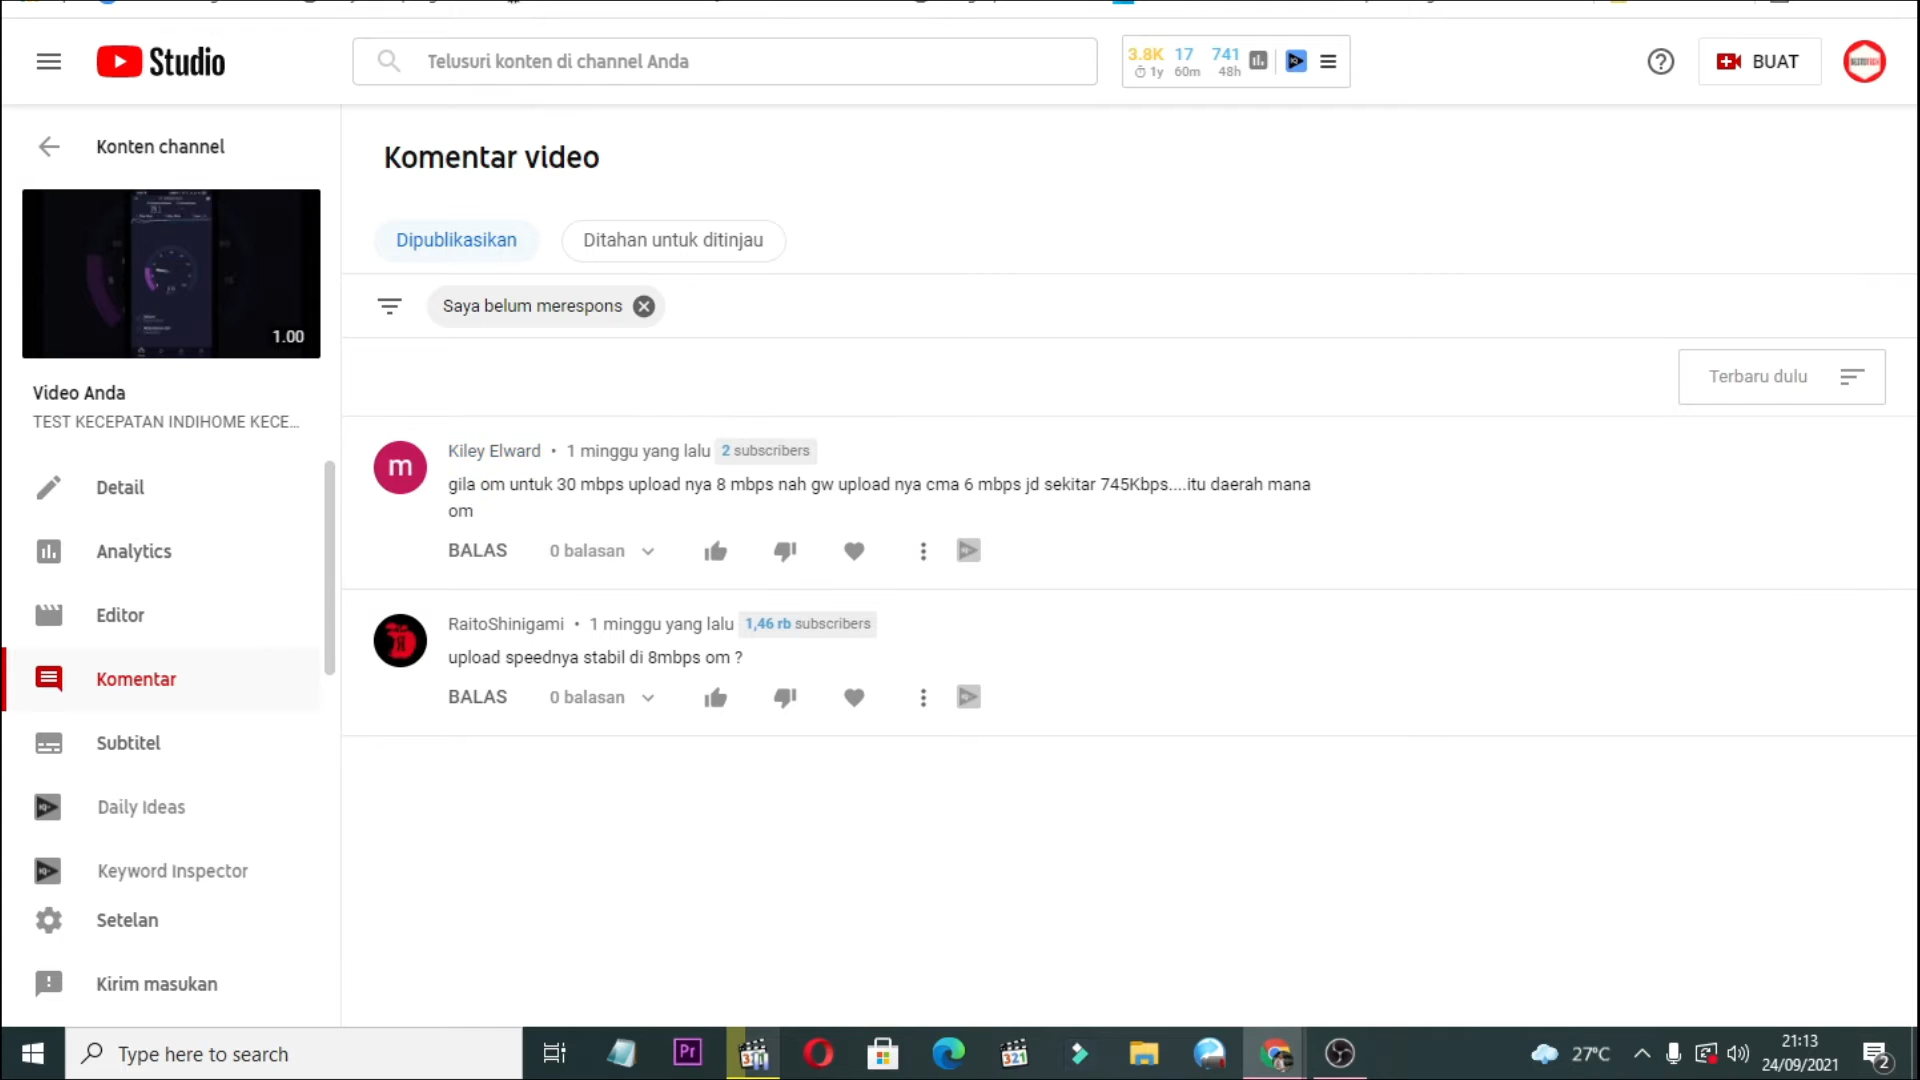 Studio
Telusuri konten di channel Anda
3.8K 17 741
1y 60m 48h
BUAT
Konten channel
1.00
Video Anda
TEST KECEPATAN INDIHOME KECE...
Detail
Analytics
Editor
Komentar
Subtitel
Daily Ideas
Keyword Inspector
Setelan
Kirim masukan
Komentar video
Dipublikasikan
Ditahan untuk ditinjau
Saya belum merespons
Terbaru dulu
m
Kiley Elward • 1 minggu yang lalu 2 subscribers
gila om untuk 30 mbps upload nya 8 mbps nah gw upload nya cma 6 mbps jd sekitar 745Kbps....itu daerah mana
om
BALAS 0 balasan
RaitoShinigami • 1 minggu yang lalu 1,46 rb subscribers
upload speednya stabil di 8mbps om ?
BALAS 0 balasan
Type here to search
Pr
321
27°C
21:13
24/09/2021
2